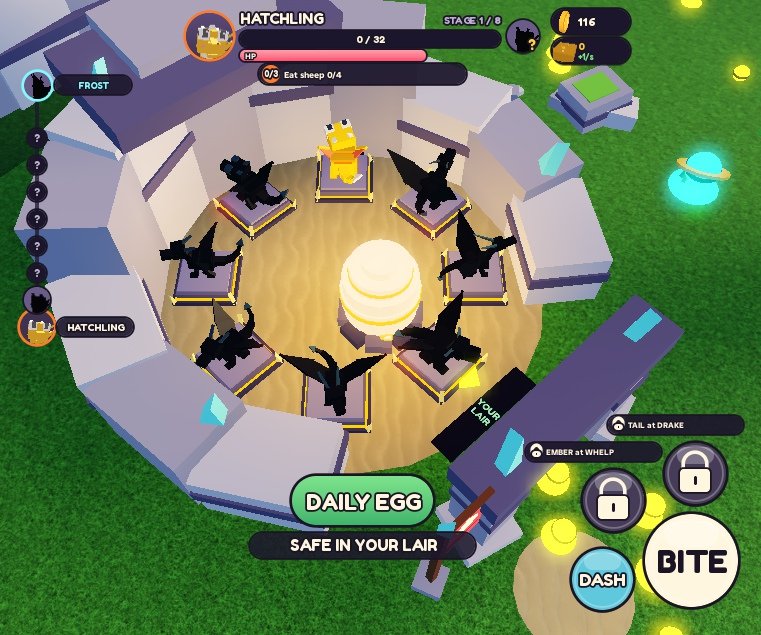 HATCHLING
STAGE 1 / 8
0 / 32
HP
0/3 Eat sheep 0/4
?
116
0
+1/s
FROST
?
?
?
?
?
?
HATCHLING
YOUR
LAIR
TAIL at DRAKE
EMBER at WHELP
DAILY EGG
SAFE IN YOUR LAIR
DASH
BITE